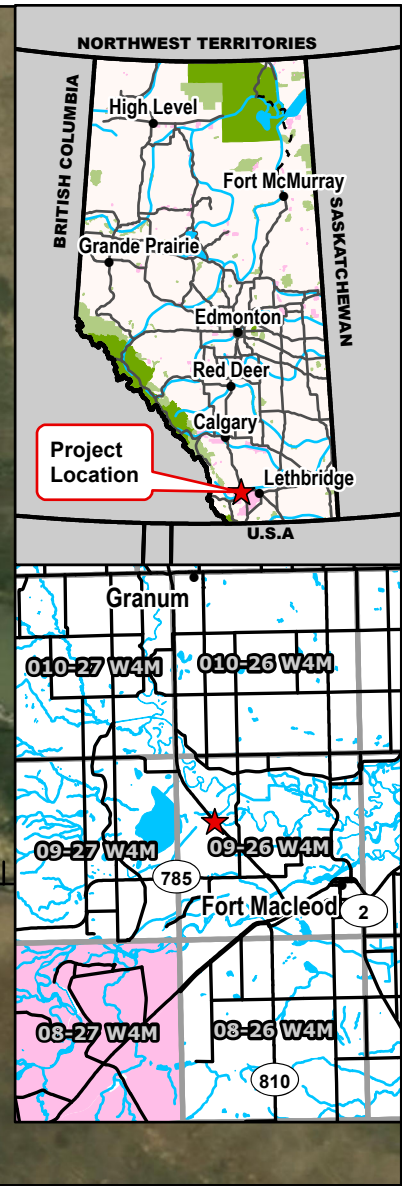 NORTHWEST TERRITORIES
BRITISH COLUMBIA
High Level
Fort McMurray
SASKATCHEWAN
Grande Prairie
Edmonton
Red Deer
Calgary
Project
Location
Lethbridge
U.S.A
Granum
010-27 W4M
010-26 W4M
09-27 W4M
09-26 W4M
785
Fort Macleod
2
08-27 W4M
08-26 W4M
810